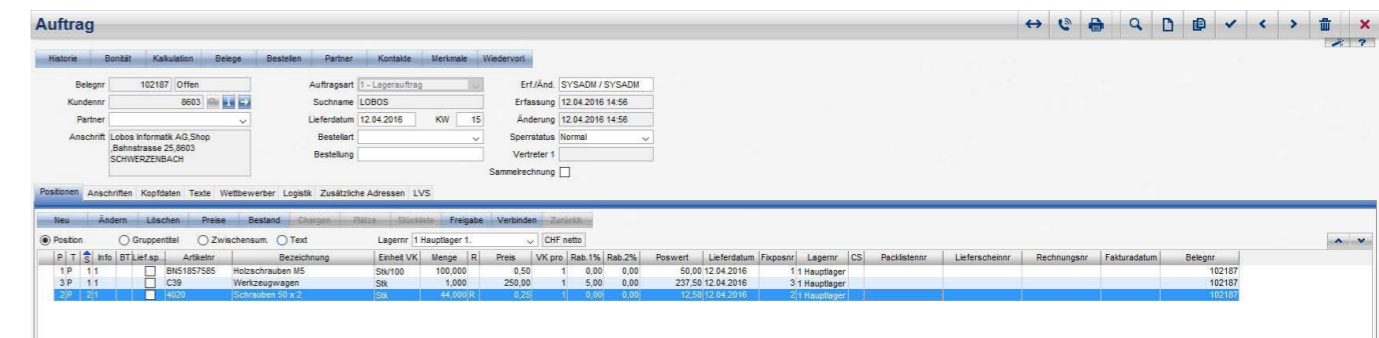 Auftrag
?
Historie Bonität Kalkulation Belege Bestellen Partner Kontakte Merkmale Wiedervorl.
Belegnr 102187 Offen Auftragsart 1 - Lagerauftrag Erf./Änd. SYSADM / SYSADM
Kundennr 8603 Suchname LOBOS Erfassung 12.04.2016 14:56
Partner Lieferdatum 12.04.2016 KW 15 Änderung 12.04.2016 14:56
Anschrift Lobos Informatik AG,Shop Bestellart Sperrstatus Normal
,Bahnstrasse 25,8603 Bestellung Vertreter 1
SCHWERZENBACH
Sammelrechnung
Positionen Anschriften Kopfdaten Texte Wettbewerber Logistik Zusätzliche Adressen LVS
Neu Ändern Löschen Preise Bestand Chargen Plätze Stückliste Freigabe Verbinden
Position Gruppentitel Zwischensum. Text Lagernr 1 Hauptlager 1. CHF netto
P T S Info BT Lief.sp... Artikelnr Bezeichnung Einheit VK Menge R Preis VK pro Rab.1% Rab.2% Poswert Lieferdatum Fixposnr Lagernr CS Packlistennr Lieferscheinnr Rechnungsnr Fakturadatum Belegnr
1 P 1 1 BN51857585 Holzschrauben M5 Stk/100 100,000 0,50 1 0,00 0,00 50,00 12.04.2016 1 1 Hauptlager 102187
3 P 1 1 C39 Werkzeugwagen Stk 1,000 250,00 1 5,00 0,00 237,50 12.04.2016 3 1 Hauptlager 102187
2 P 2 1 4020 Schrauben 50 x 2 Stk 44,000 R 0,25 1 0,00 0,00 12,50 12.04.2016 2 1 Hauptlager 102187